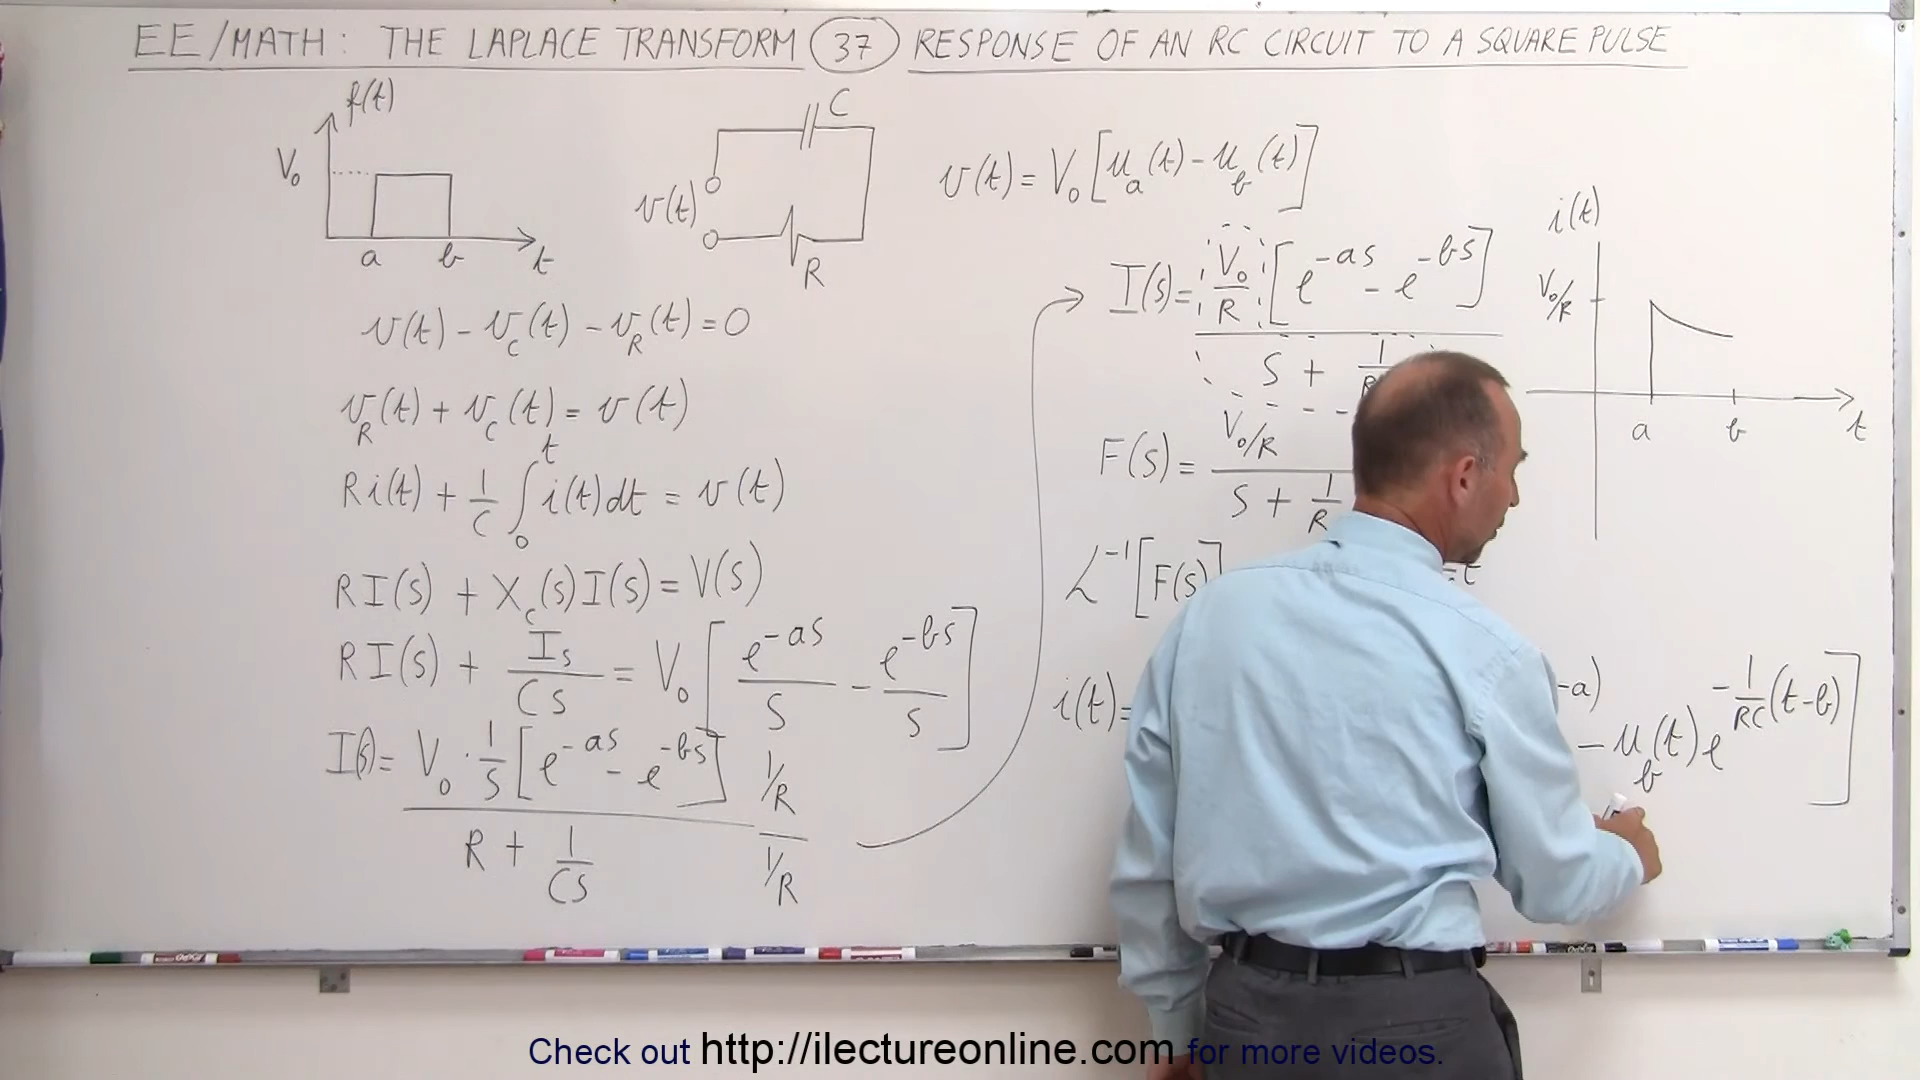 EE/MATH: THE LAPLACE TRANSFORM 37 RESPONSE OF AN RC CIRCUIT TO A SQUARE PULSE
f(t)
V₀
a b t
C
v(t)
R
v(t) - v_C(t) - v_R(t) = 0
v_R(t) + v_C(t) = v(t)
Ri(t) + 1/C ∫₀ᵗ i(t)dt = v(t)
RI(s) + X_c(s)I(s) = V(s)
RI(s) + Is/Cs = V₀[e^-as/s - e^-bs/s]
I(s) = V₀ · 1/s [e^-as - e^-bs] / (R + 1/Cs) 1/R / 1/R
v(t) = V₀[u_a(t) - u_b(t)]
I(s) = V₀/R [e^-as - e^-bs] / (s + 1/R
F(s) = V₀/R / (s + 1/R
L⁻¹[F(s)]
t
i(t) =
-a)
- u_b(t) e^-1/RC(t-b)]
i(t)
V₀/R
a b t
Check out http://ilectureonline.com for more videos.